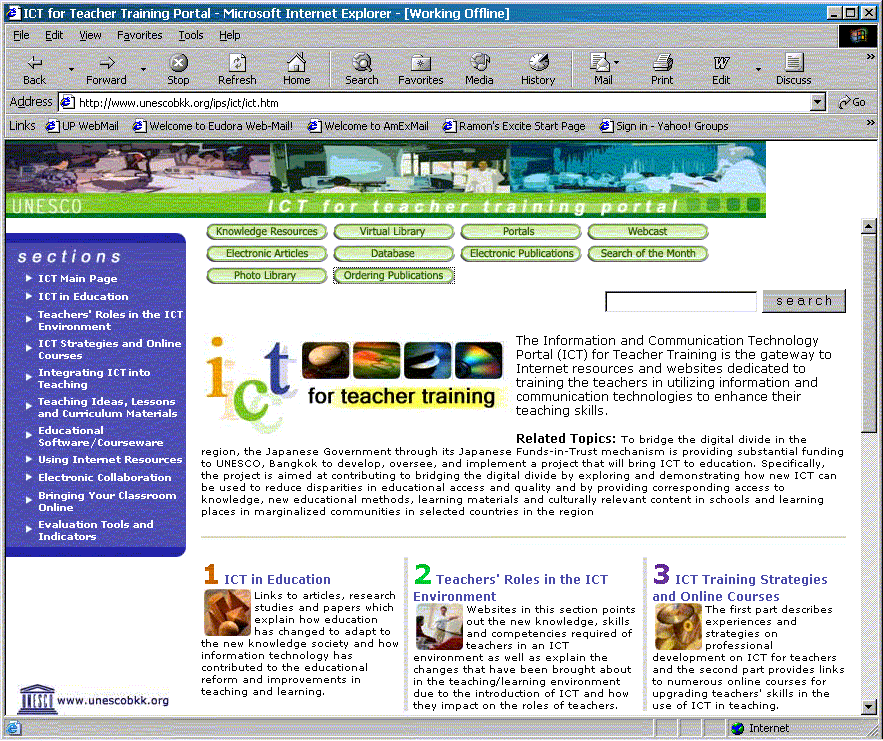 ICT for Teacher Training Portal - Microsoft Internet Explorer - [Working Offline]
File Edit View Favorites Tools Help
Back Forward Stop Refresh Home Search Favorites Media History Mail Print Edit Discuss
Address http://www.unescobkk.org/ips/ict/ict.htm Go
Links UP WebMail Welcome to Eudora Web-Mail! Welcome to AmExMail Ramon's Excite Start Page Sign in - Yahoo! Groups
UNESCO ICT for teacher training portal
sections
ICT Main Page
ICT in Education
Teachers' Roles in the ICT
Environment
ICT Strategies and Online
Courses
Integrating ICT into
Teaching
Teaching Ideas, Lessons
and Curriculum Materials
Educational
Software/Courseware
Using Internet Resources
Electronic Collaboration
Bringing Your Classroom
Online
Evaluation Tools and
Indicators
www.unescobkk.org
Knowledge Resources Virtual Library Portals Webcast
Electronic Articles Database Electronic Publications Search of the Month
Photo Library Ordering Publications
search
ict
for teacher training
The Information and Communication Technology
Portal (ICT) for Teacher Training is the gateway to
Internet resources and websites dedicated to
training the teachers in utilizing information and
communication technologies to enhance their
teaching skills.
Related Topics: To bridge the digital divide in the
region, the Japanese Government through its Japanese Funds-in-Trust mechanism is providing substantial funding
to UNESCO, Bangkok to develop, oversee, and implement a project that will bring ICT to education. Specifically,
the project is aimed at contributing to bridging the digital divide by exploring and demonstrating how new ICT can
be used to reduce disparities in educational access and quality and by providing corresponding access to
knowledge, new educational methods, learning materials and culturally relevant content in schools and learning
places in marginalized communities in selected countries in the region
1 ICT in Education
Links to articles, research
studies and papers which
explain how education
has changed to adapt to
the new knowledge society and how
information technology has
contributed to the educational
reform and improvements in
teaching and learning.
2 Teachers' Roles in the ICT
Environment
Websites in this section points
out the new knowledge, skills
and competencies required of
teachers in an ICT
environment as well as explain the
changes that have been brought about
in the teaching/learning environment
due to the introduction of ICT and how
they impact on the roles of teachers.
3 ICT Training Strategies
and Online Courses
The first part describes
experiences and
strategies on
professional
development on ICT for teachers
and the second part provides links
to numerous online courses for
upgrading teachers' skills in the
use of ICT in teaching.
Internet